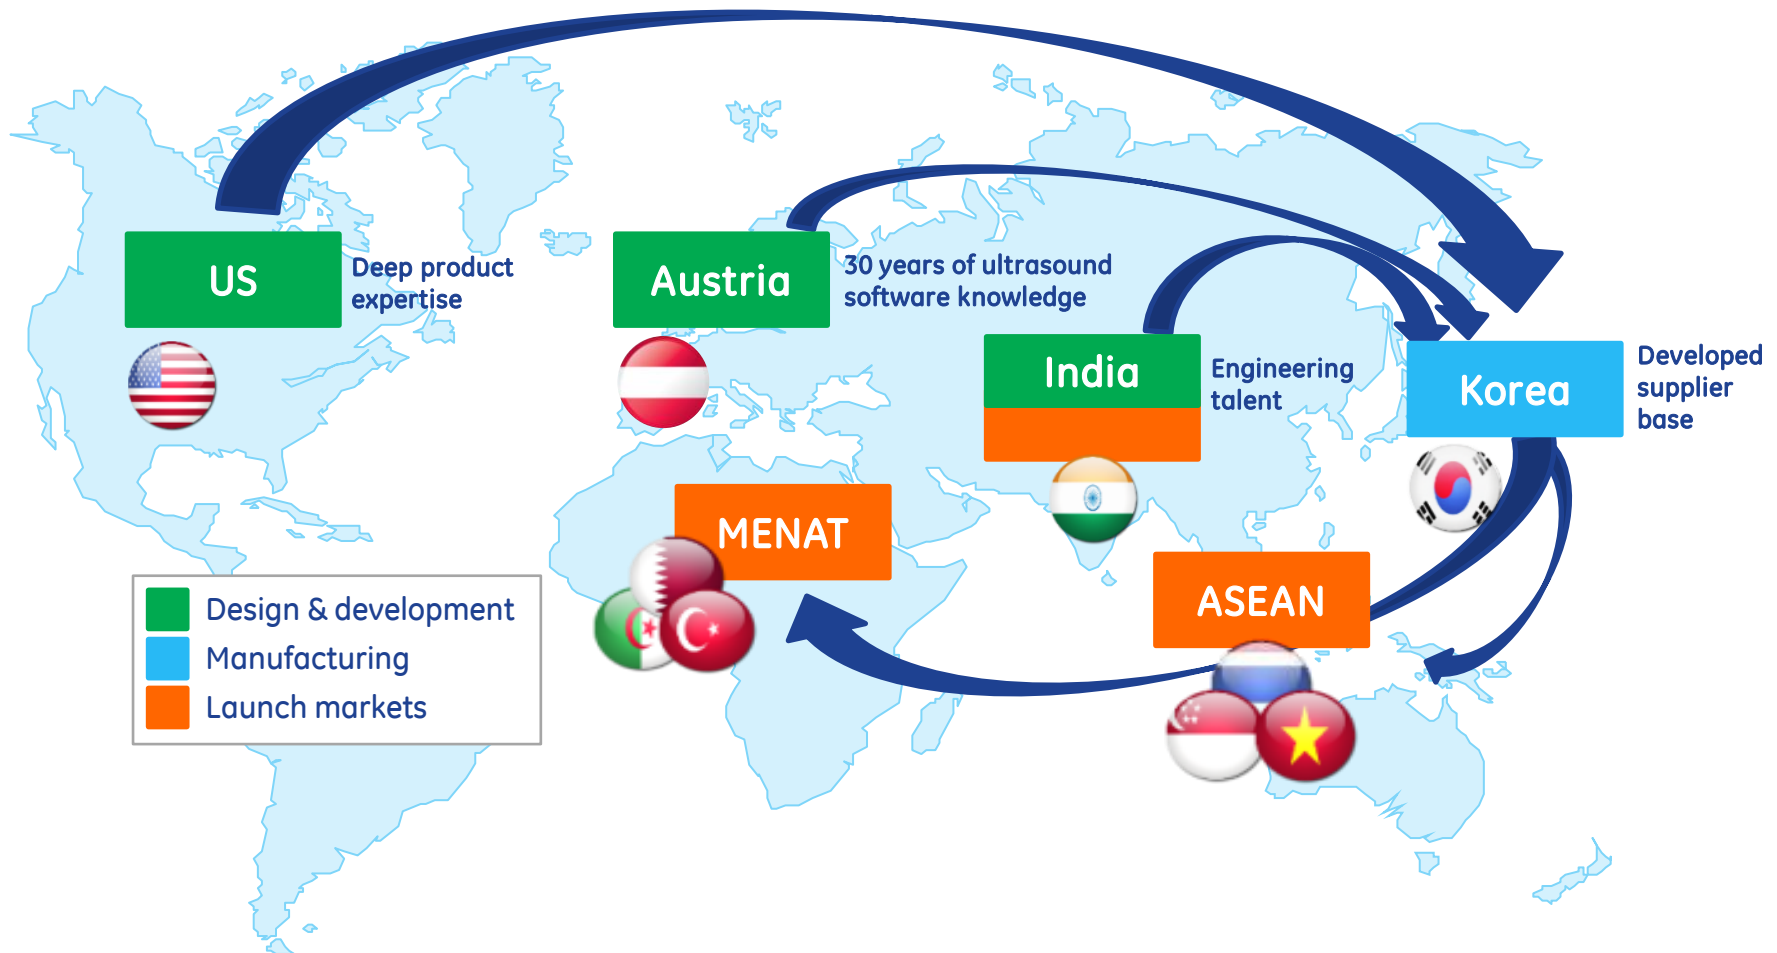 US
Deep product
expertise
Austria
30 years of ultrasound
software knowledge
India
Engineering
talent
Korea
Developed
supplier
base
MENAT
ASEAN
Design & development
Manufacturing
Launch markets